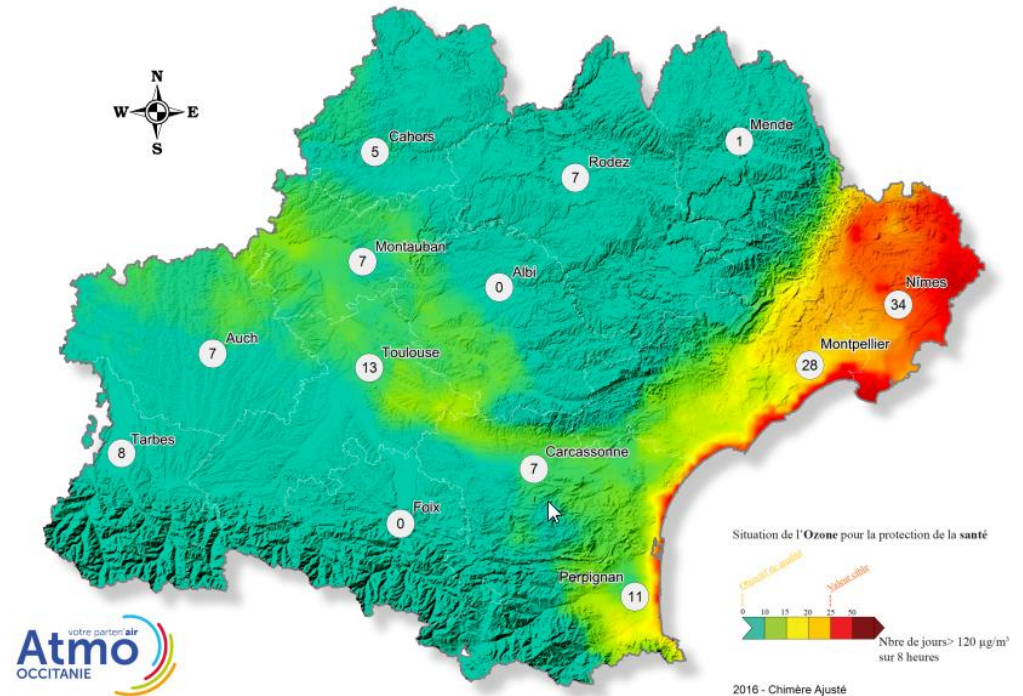 N
W E
S
Cahors
5
Mende
1
Rodez
7
Montauban
7
Albi
0
Nîmes
34
Auch
7
Toulouse
13
Montpellier
28
Tarbes
8
Carcassonne
7
Foix
0
Perpignan
11
Situation de l'Ozone pour la protection de la santé
Objectif de qualité
Valeur cible
0 10 15 20 25 50
Nbre de jours> 120 µg/m³
sur 8 heures
2016 - Chimère Ajusté
votre parten'air
Atmo
OCCITANIE